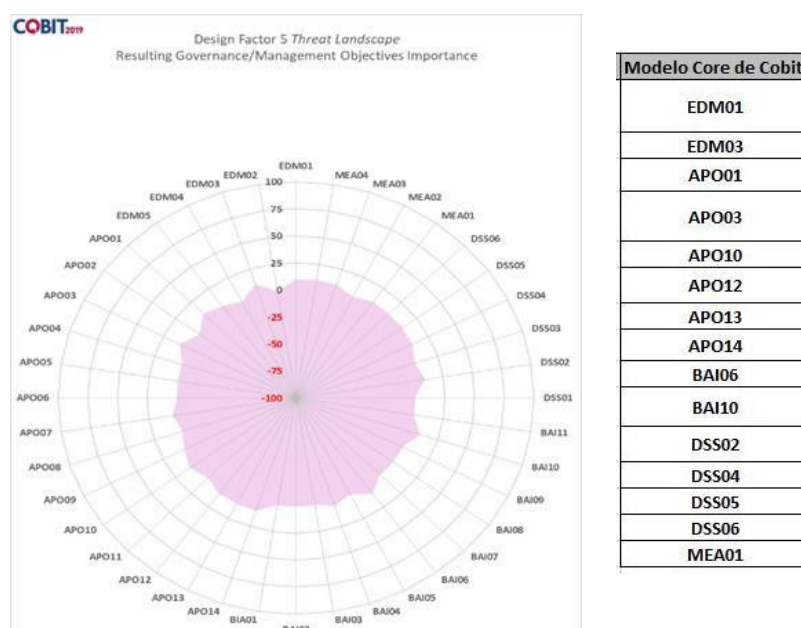 COBIT2019
Design Factor 5 Threat Landscape
Resulting Governance/Management Objectives Importance
EDM01
MEA04
MEA03
MEA02
MEA01
DSS06
DSS05
DSS04
DSS03
DSS02
DSS01
BAI11
BAI10
BAI09
BAI08
BAI07
BAI06
BAI05
BAI04
BAI03
BIA01
APO14
APO13
APO12
APO11
APO10
APO09
APO08
APO07
APO06
APO05
APO04
APO03
APO02
APO01
EDM05
EDM04
EDM03
EDM02
100
75
50
25
0
-25
-50
-75
-100
Modelo Core de Cobit
EDM01
EDM03
APO01
APO03
APO10
APO12
APO13
APO14
BAI06
BAI10
DSS02
DSS04
DSS05
DSS06
MEA01